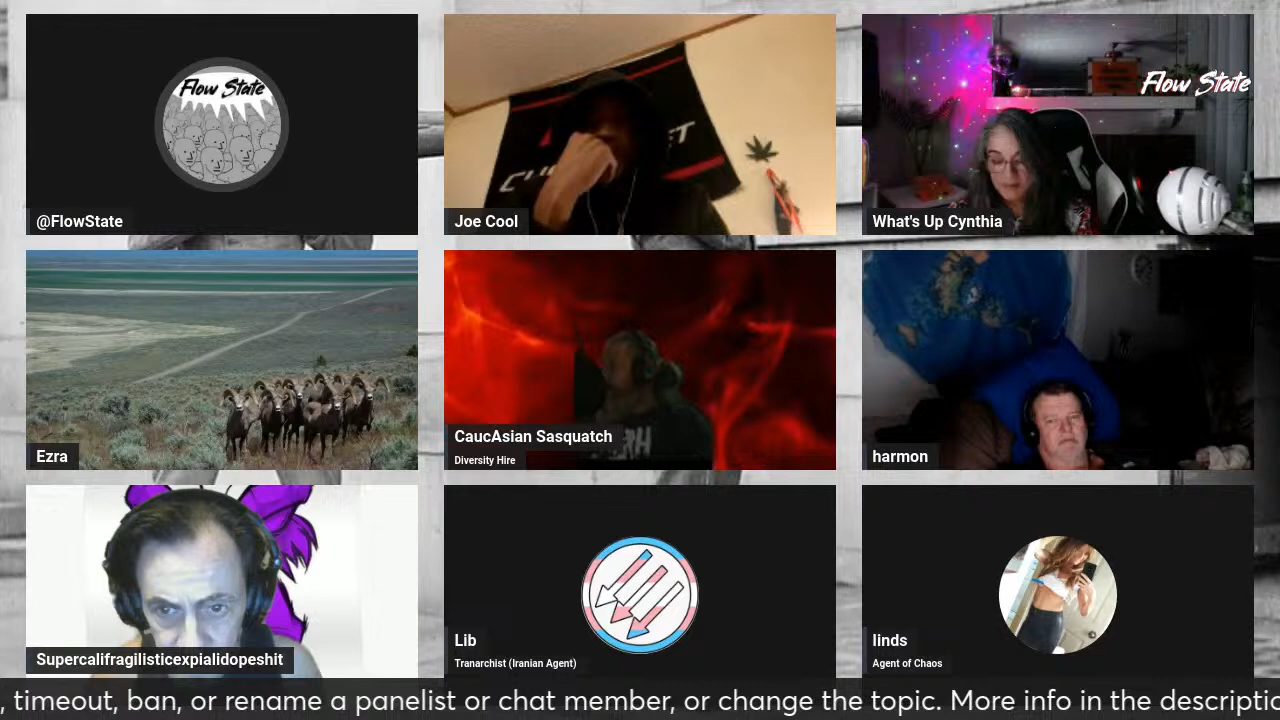 Flow State
@FlowState
Joe Cool
Flow State
What's Up Cynthia
Ezra
CaucAsian Sasquatch
Diversity Hire
harmon
Supercalifragilisticexpialidopeshit
Lib
Tranarchist (Iranian Agent)
linds
Agent of Chaos
, timeout, ban, or rename a panelist or chat member, or change the topic. More info in the descriptio